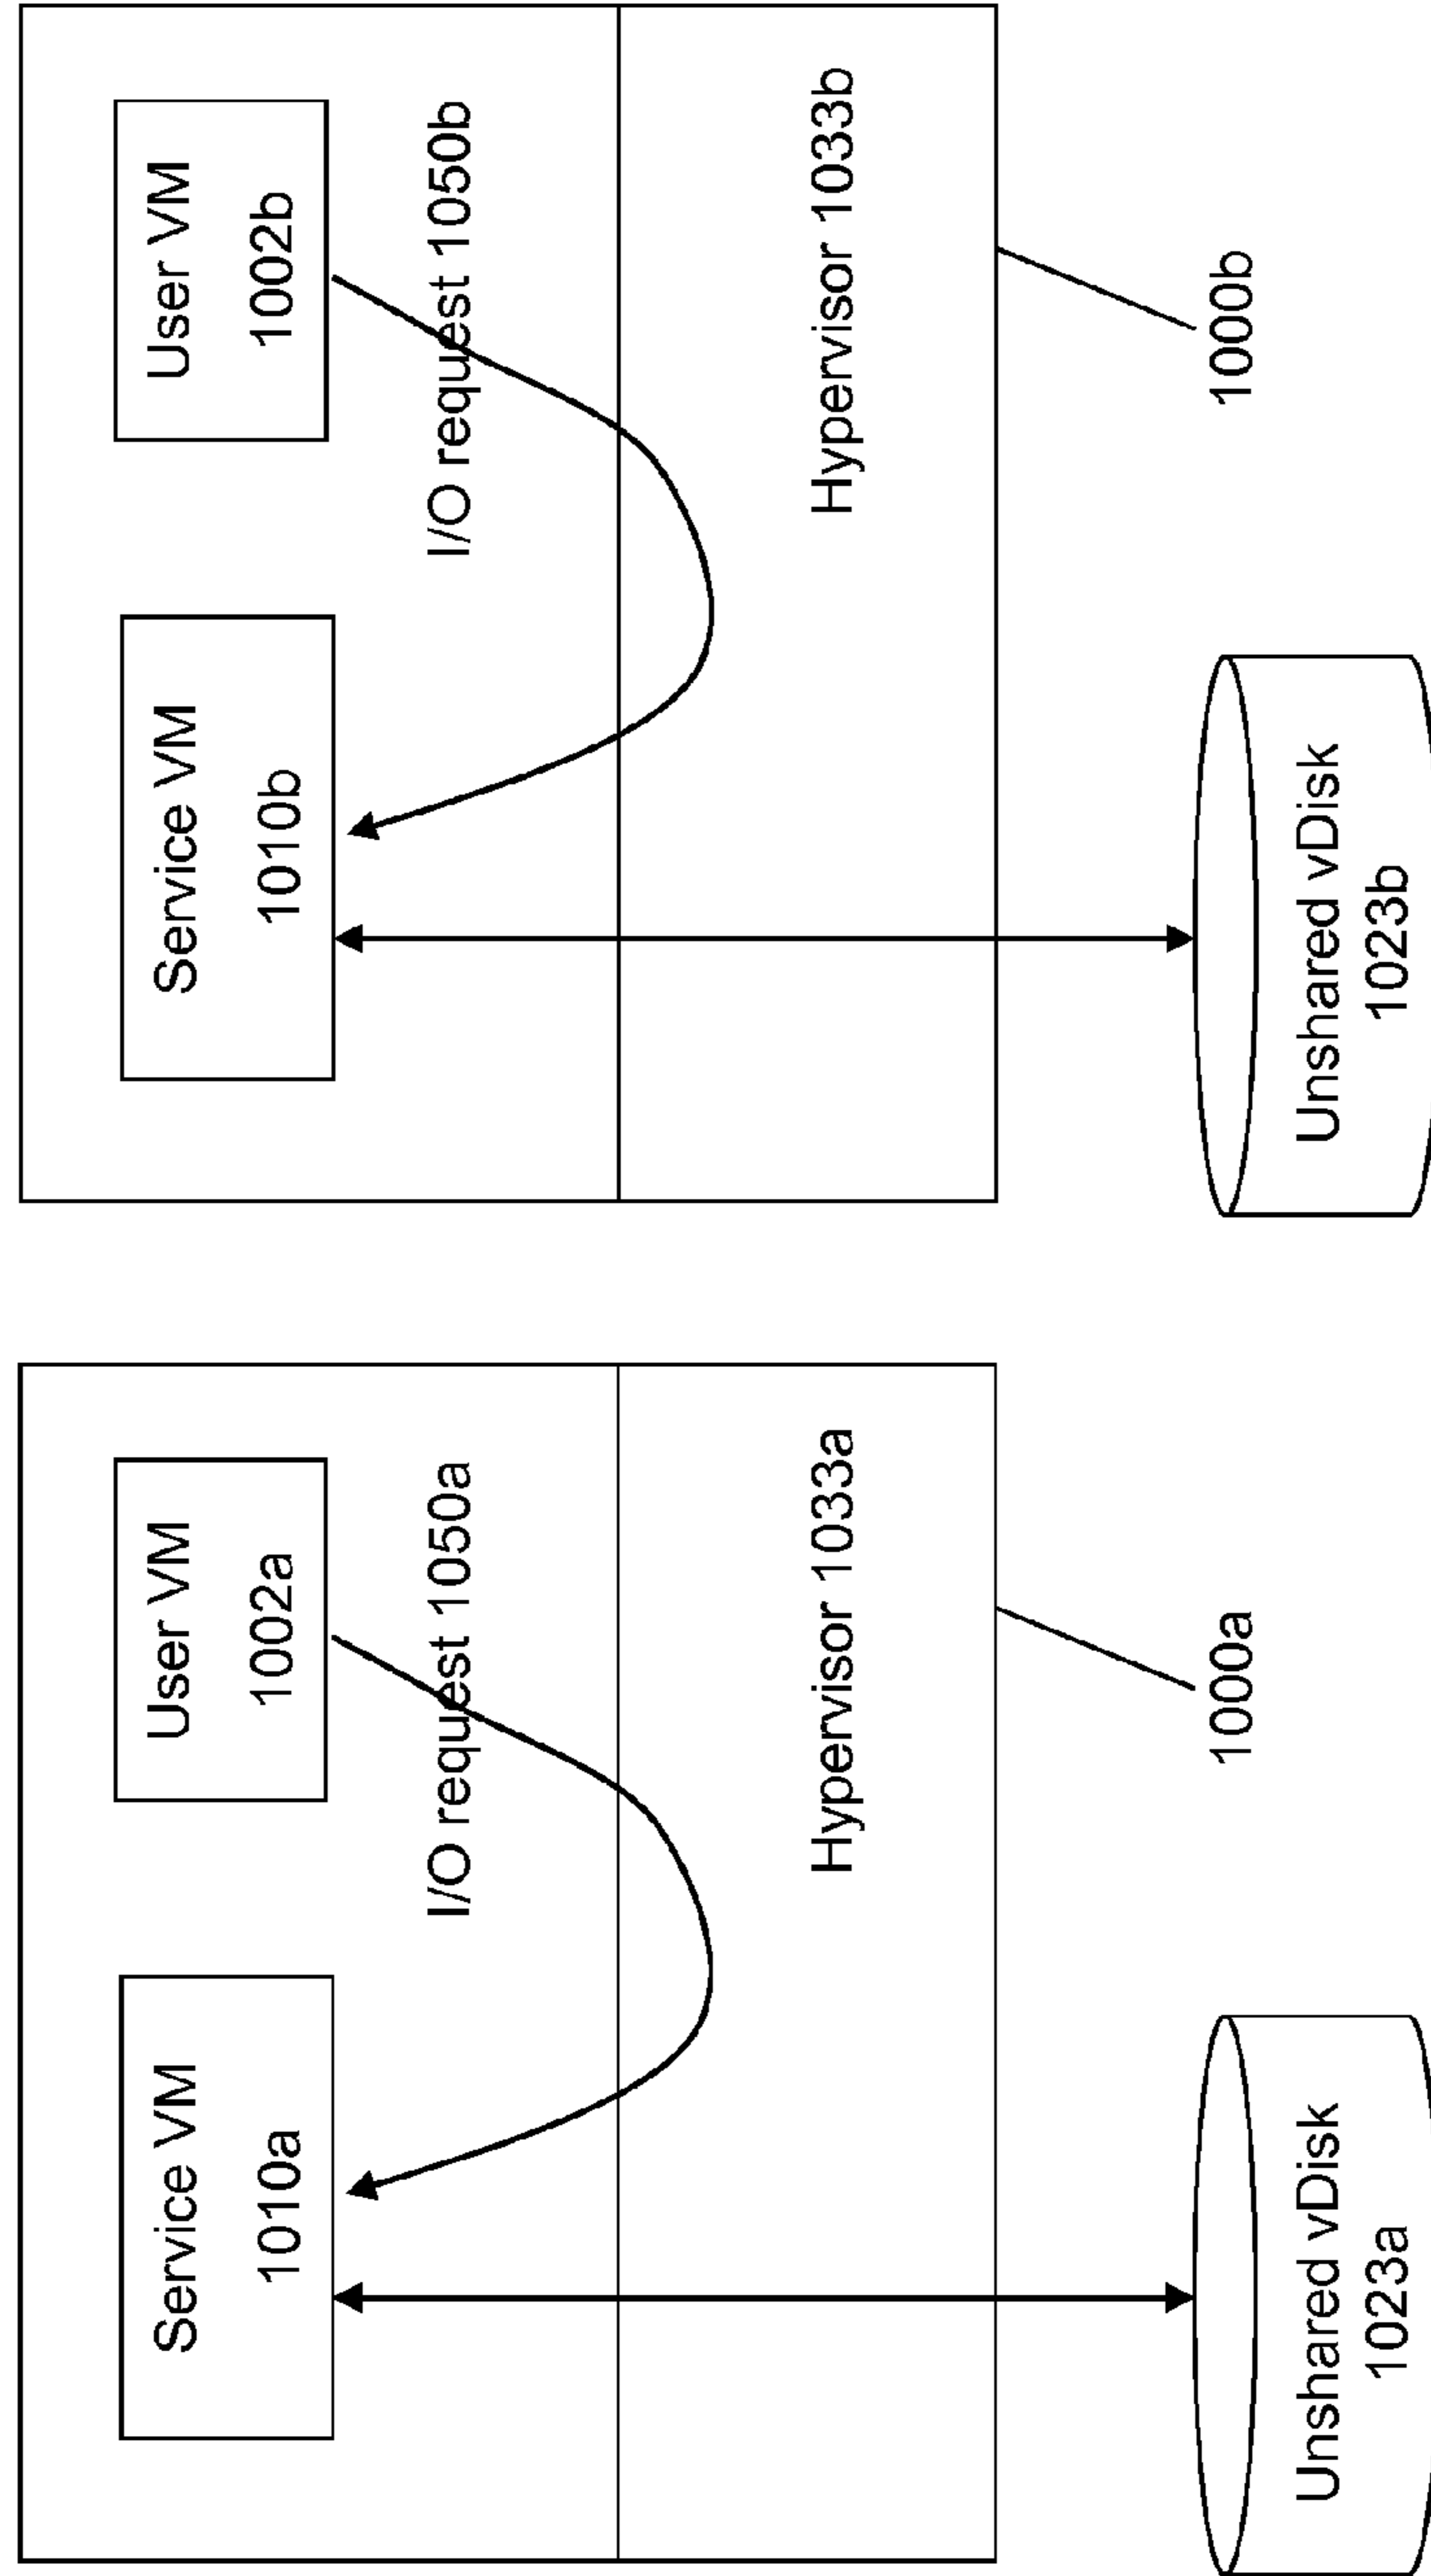 Service VM
1010a
User VM
1002a
I/O request 1050a
Hypervisor 1033a
1000a
Unshared vDisk
1023a
Service VM
1010b
User VM
1002b
I/O request 1050b
Hypervisor 1033b
1000b
Unshared vDisk
1023b